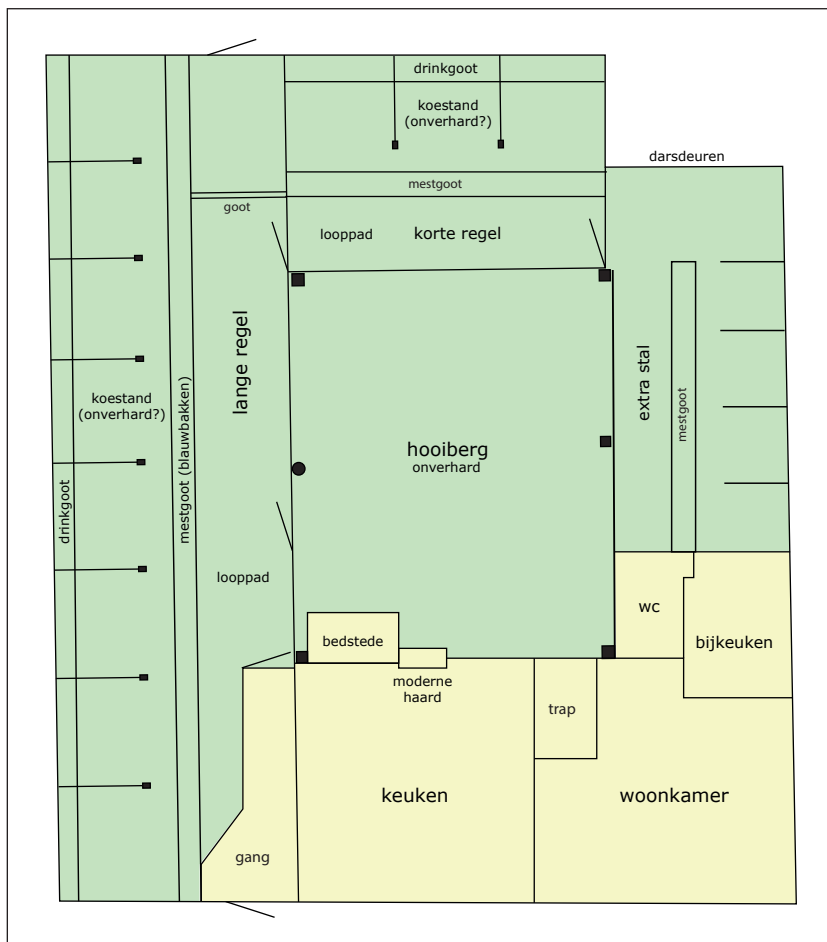 drinkgoot
koestand
(onverhard?)
darsdeuren
mestgoot
goot
looppad
korte regel
lange regel
extra stal
mestgoot
koestand
(onverhard?)
mestgoot (blauwbakken)
hooiberg
onverhard
drinkgoot
looppad
wc
bedstede
bijkeuken
moderne
haard
trap
keuken
woonkamer
gang